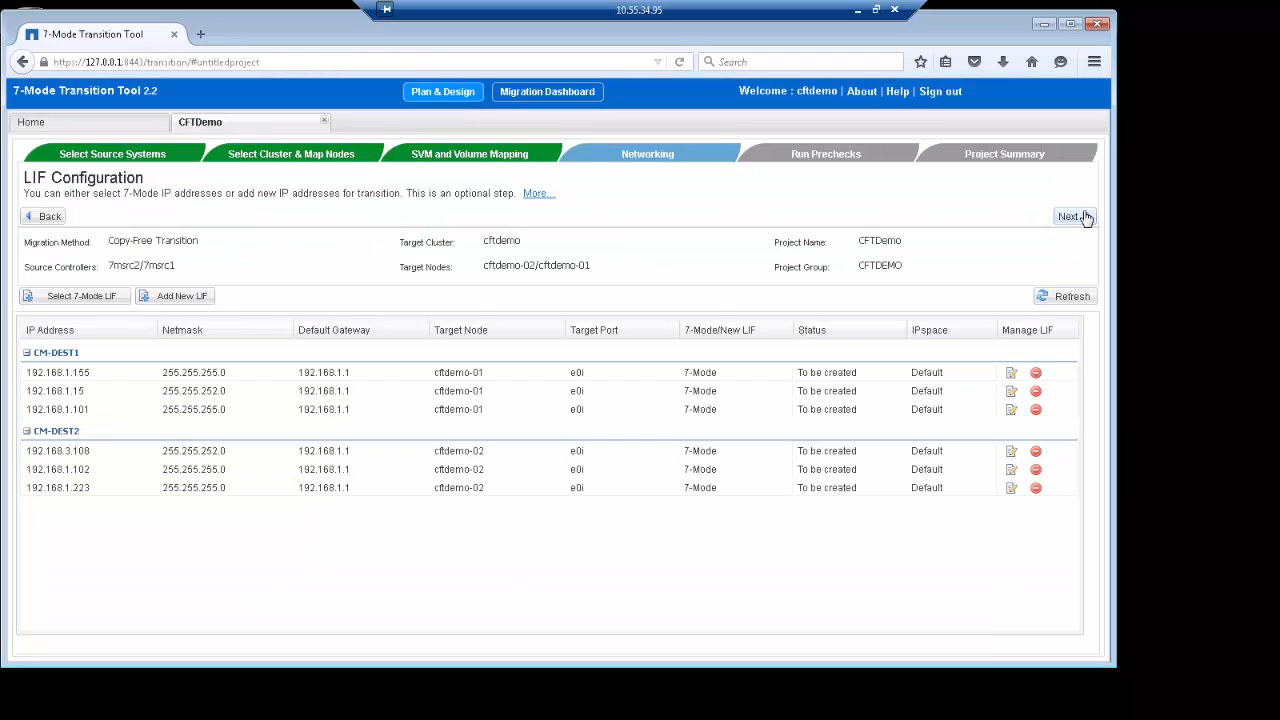 10.55.34.95
7-Mode Transition Tool
https://127.0.0.1:8443/transition/#untitledproject
Search
7-Mode Transition Tool 2.2
Plan & Design
Migration Dashboard
Welcome : cftdemo | About | Help | Sign out
Home
CFTDemo
Select Source Systems
Select Cluster & Map Nodes
SVM and Volume Mapping
Networking
Run Prechecks
Project Summary
LIF Configuration
You can either select 7-Mode IP addresses or add new IP addresses for transition. This is an optional step. More...
Back
Next
Migration Method: Copy-Free Transition Target Cluster: cftdemo Project Name: CFTDemo
Source Controllers: 7msrc2/7msrc1 Target Nodes: cftdemo-02/cftdemo-01 Project Group: CFTDEMO
Select 7-Mode LIF
Add New LIF
Refresh
IP Address Netmask Default Gateway Target Node Target Port 7-Mode/New LIF Status IPspace Manage LIF
CM-DEST1
192.168.1.155 255.255.255.0 192.168.1.1 cftdemo-01 e0i 7-Mode To be created Default
192.168.1.15 255.255.252.0 192.168.1.1 cftdemo-01 e0i 7-Mode To be created Default
192.168.1.101 255.255.255.0 192.168.1.1 cftdemo-01 e0i 7-Mode To be created Default
CM-DEST2
192.168.3.108 255.255.252.0 192.168.1.1 cftdemo-02 e0i 7-Mode To be created Default
192.168.1.102 255.255.255.0 192.168.1.1 cftdemo-02 e0i 7-Mode To be created Default
192.168.1.223 255.255.255.0 192.168.1.1 cftdemo-02 e0i 7-Mode To be created Default